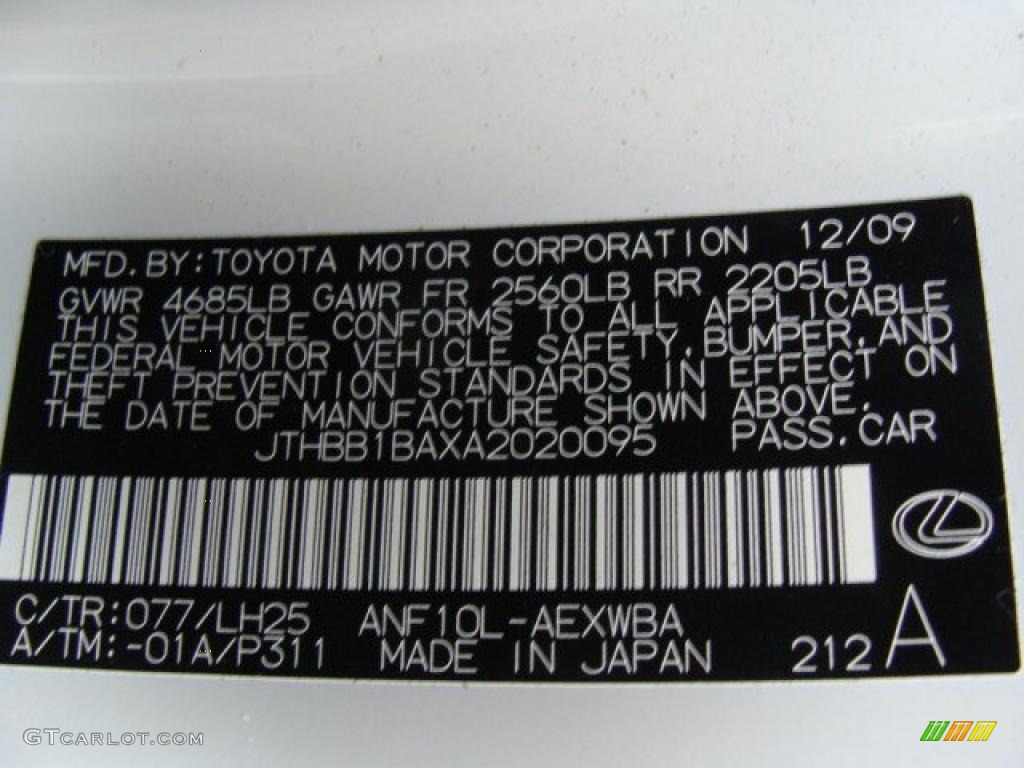 MFD.BY:TOYOTA MOTOR CORPORATION 12/09
GVWR 4685LB GAWR FR 2560LB RR 2205LB
THIS VEHICLE CONFORMS TO ALL APPLICABLE
FEDERAL MOTOR VEHICLE SAFETY,BUMPER,AND
THEFT PREVENTION STANDARDS IN EFFECT ON
THE DATE OF MANUFACTURE SHOWN ABOVE.
JTHBB1BAXA2020095 PASS.CAR
C/TR:077/LH25 ANF10L-AEXWBA
A/TM:-01A/P311 MADE IN JAPAN 212 A
GTCARLOT.COM